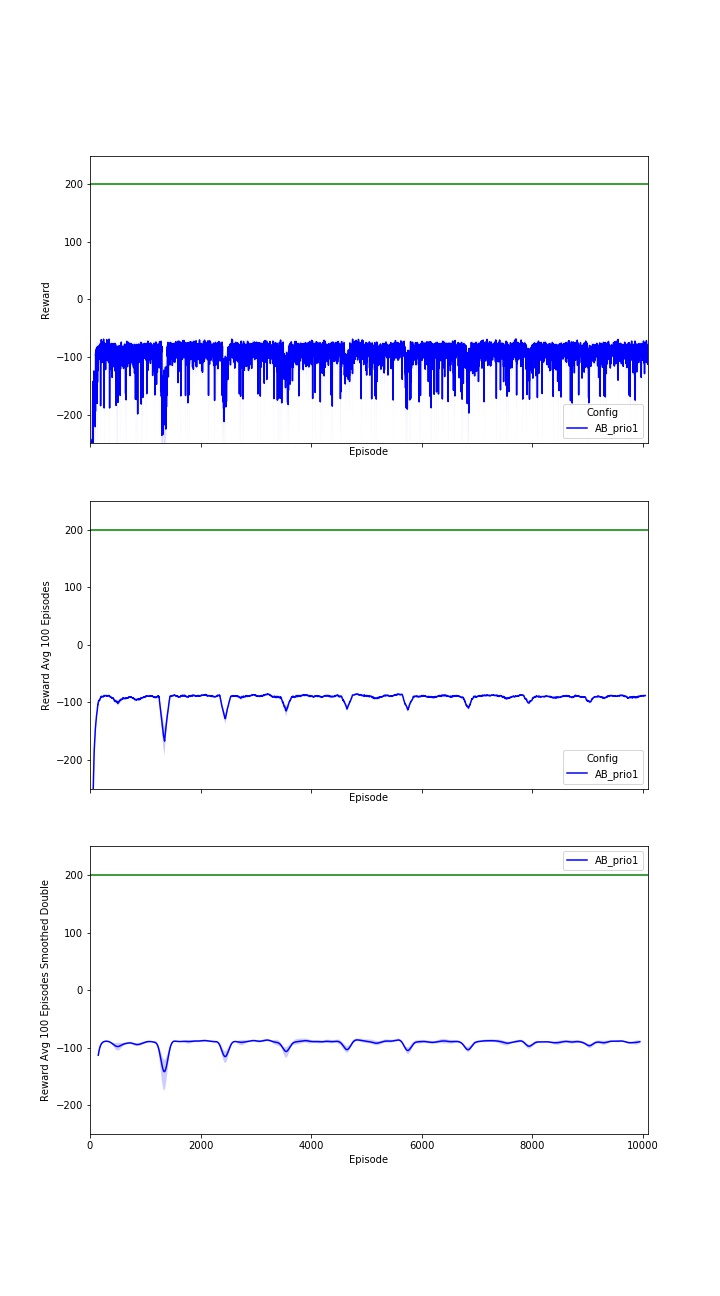 200
100
0
−100
−200
Reward
Config
AB_prio1
Episode
200
100
0
−100
−200
Reward Avg 100 Episodes
Config
AB_prio1
Episode
AB_prio1
200
100
0
−100
−200
Reward Avg 100 Episodes Smoothed Double
0 2000 4000 6000 8000 10000
Episode